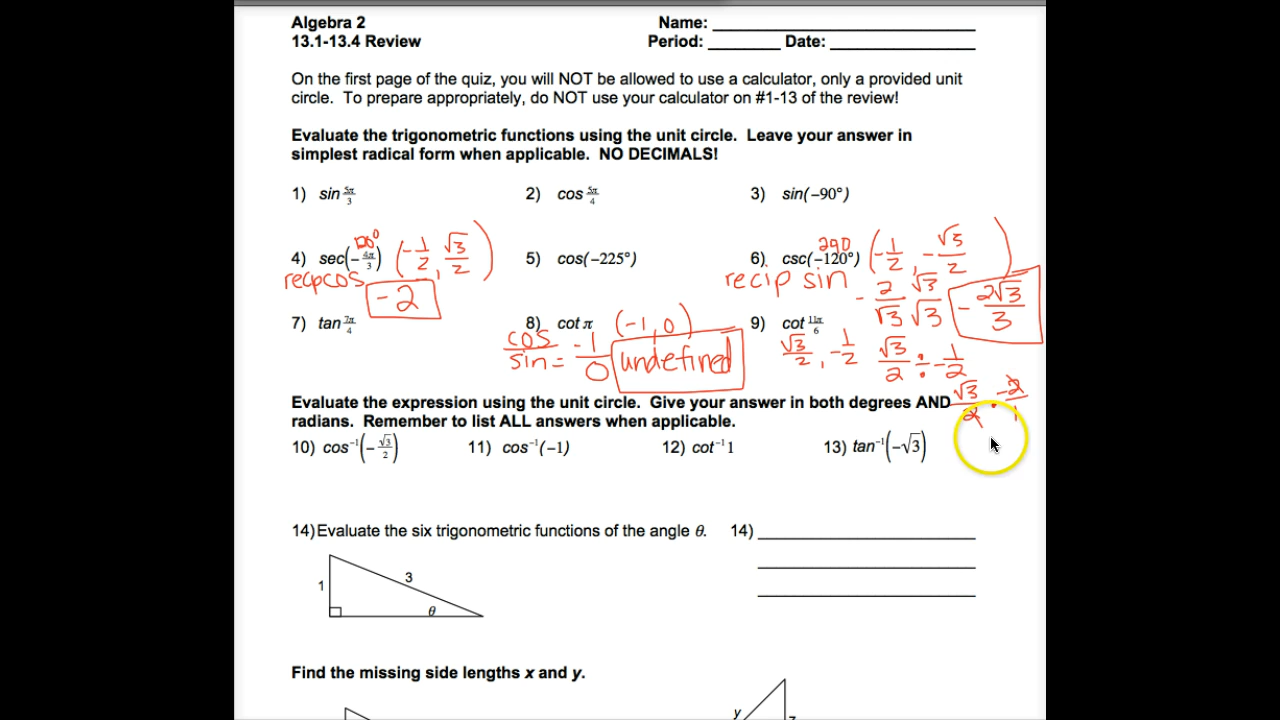 Algebra 2 Name: ____________________
13.1-13.4 Review Period: ________ Date: ________________
On the first page of the quiz, you will NOT be allowed to use a calculator, only a provided unit
circle. To prepare appropriately, do NOT use your calculator on #1-13 of the review!
Evaluate the trigonometric functions using the unit circle. Leave your answer in
simplest radical form when applicable. NO DECIMALS!
1) sin 5π/3 2) cos 5π/4 3) sin(−90°)
120° 240
4) sec(−4π/3) (−1/2, √3/2) 5) cos(−225°) 6) csc(−120°) (−1/2, −√3/2)
recip cos −2 recip sin −2/√3 √3/√3 −2√3/3
7) tan 7π/4 8) cot π (−1,0) 9) cot 11π/6
cos/sin = −1/0 undefined √3/2, −1/2 √3/2 ÷ −1/2
√3/2 · −2/1
Evaluate the expression using the unit circle. Give your answer in both degrees AND
radians. Remember to list ALL answers when applicable.
10) cos⁻¹(−√3/2) 11) cos⁻¹(−1) 12) cot⁻¹1 13) tan⁻¹(−√3)
14)Evaluate the six trigonometric functions of the angle θ. 14) ____________________
1 3 θ
Find the missing side lengths x and y.
y